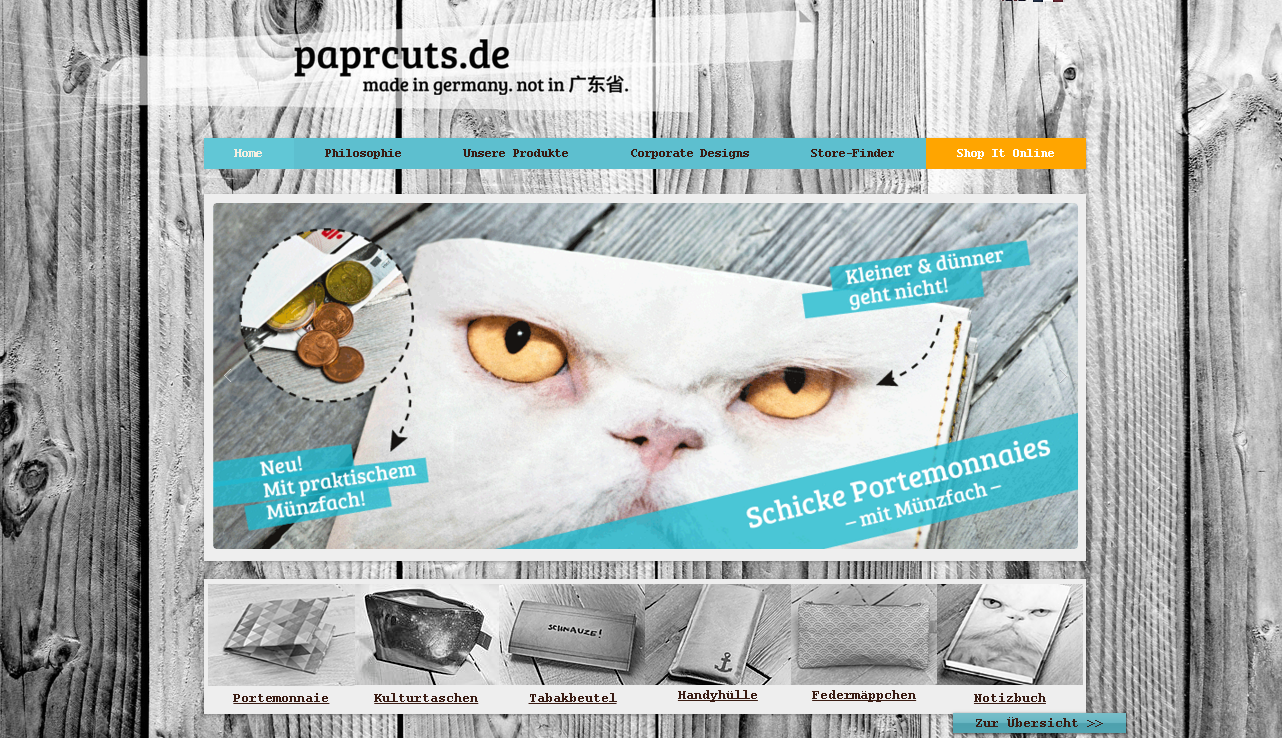 paprcuts.de
made in germany. not in 广东省.
Home
Philosophie
Unsere Produkte
Corporate Designs
Store-Finder
Shop It Online
Kleiner & dünner
geht nicht!
Neu!
Mit praktischem
Münzfach!
Schicke Portemonnaies
– mit Münzfach –
SCHNAUZE!
Portemonnaie
Kulturtaschen
Tabakbeutel
Handyhülle
Federmäppchen
Notizbuch
Zur Übersicht >>